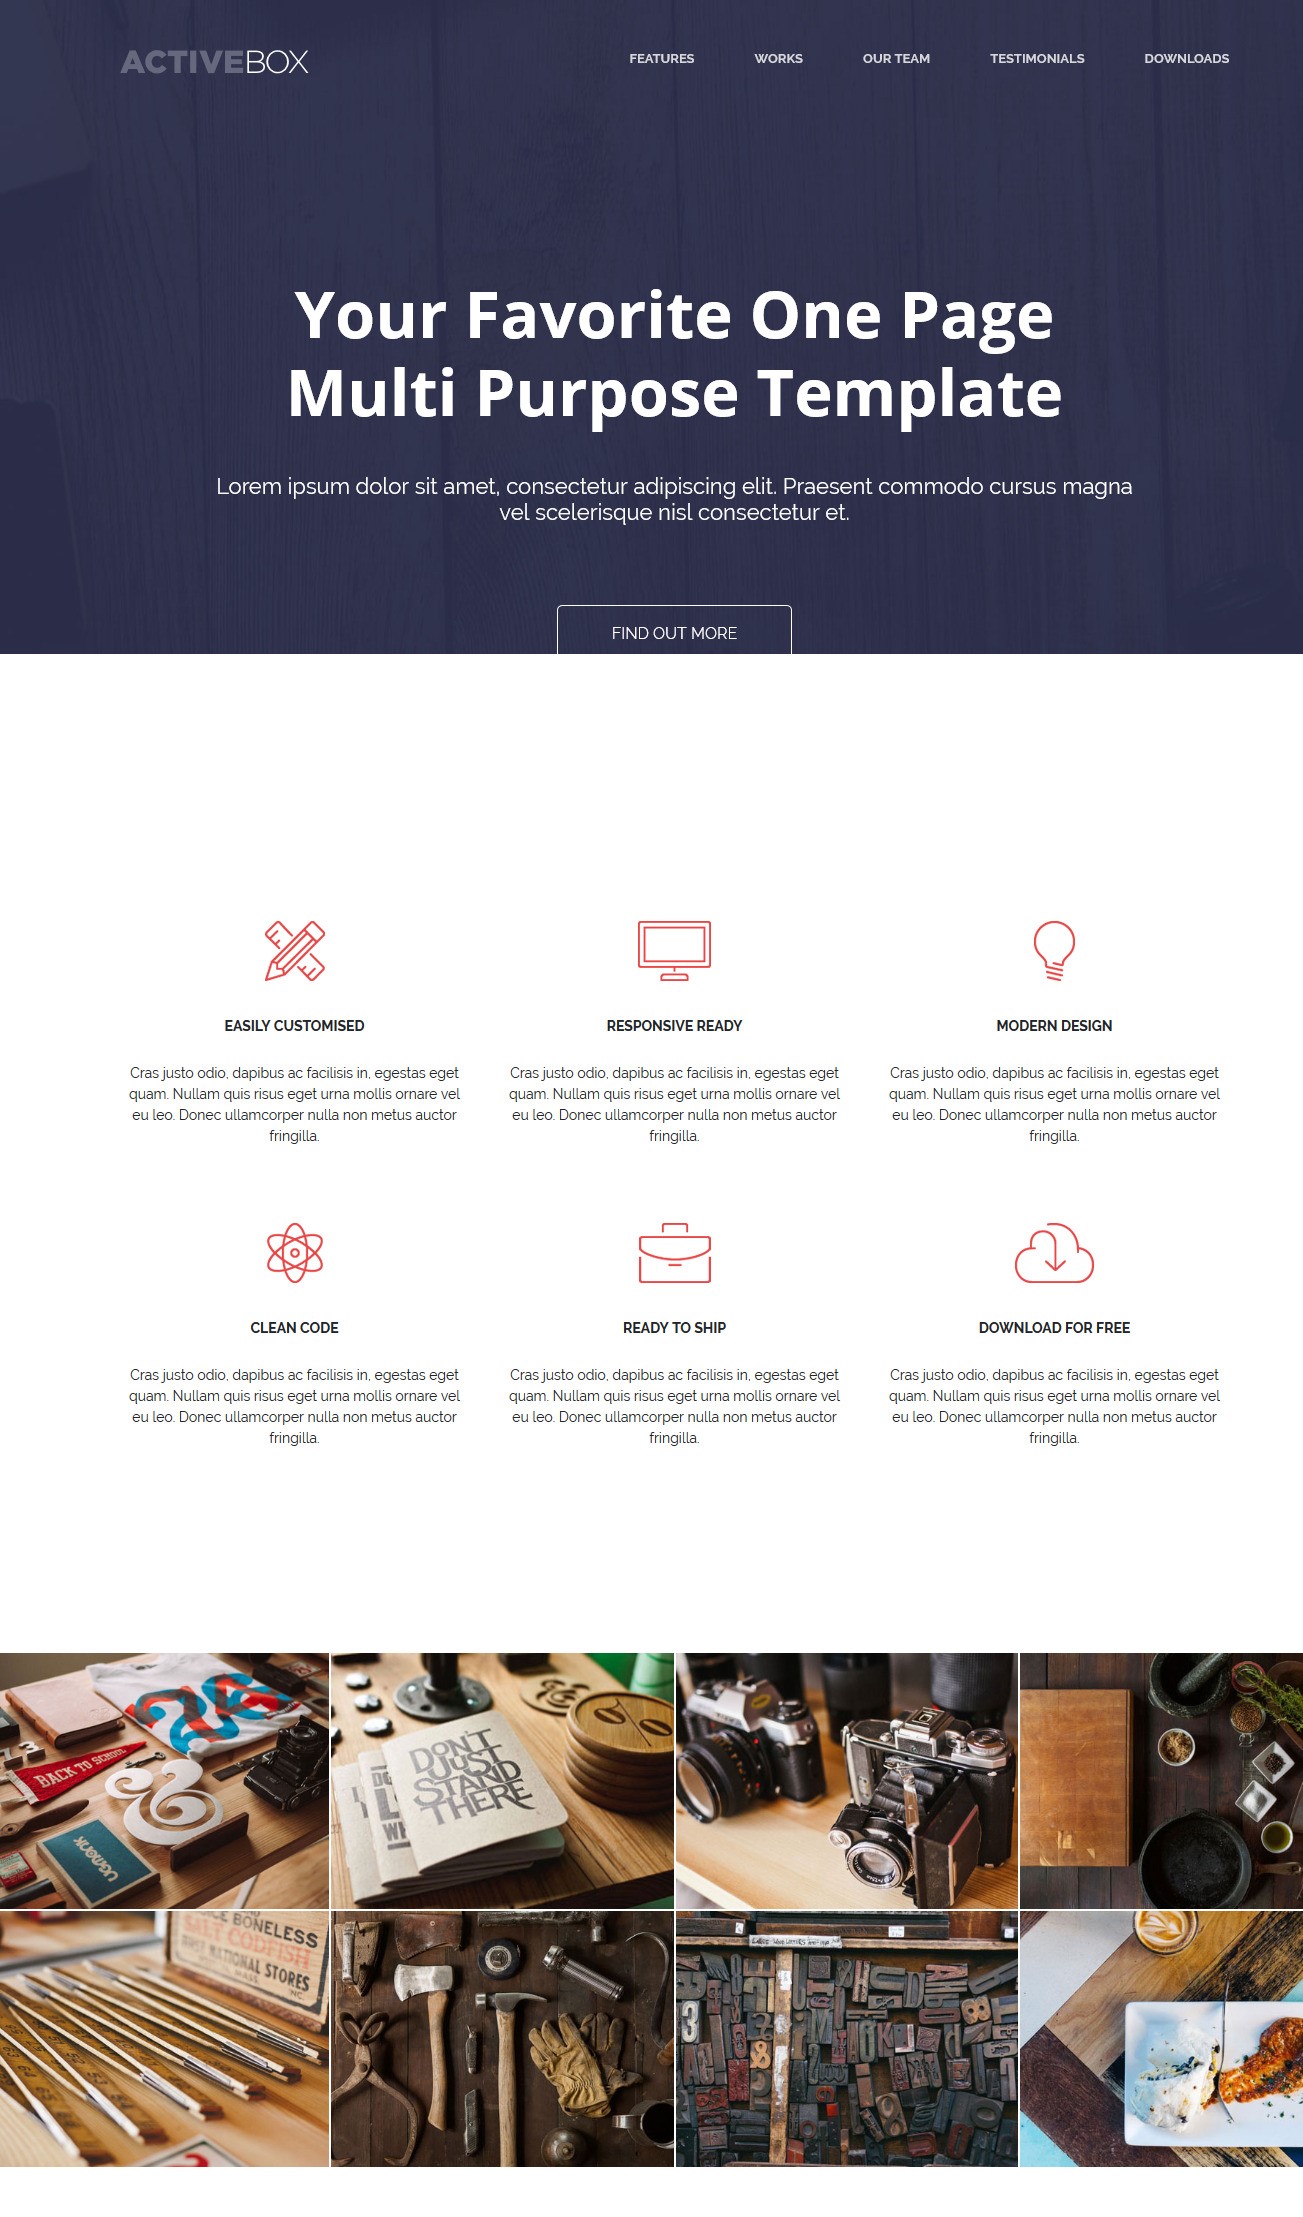 ACTIVEBOX
FEATURES WORKS OUR TEAM TESTIMONIALS DOWNLOADS
Your Favorite One Page
Multi Purpose Template
Lorem ipsum dolor sit amet, consectetur adipiscing elit. Praesent commodo cursus magna
vel scelerisque nisl consectetur et.
FIND OUT MORE
EASILY CUSTOMISED
Cras justo odio, dapibus ac facilisis in, egestas eget
quam. Nullam quis risus eget urna mollis ornare vel
eu leo. Donec ullamcorper nulla non metus auctor
fringilla.
RESPONSIVE READY
Cras justo odio, dapibus ac facilisis in, egestas eget
quam. Nullam quis risus eget urna mollis ornare vel
eu leo. Donec ullamcorper nulla non metus auctor
fringilla.
MODERN DESIGN
Cras justo odio, dapibus ac facilisis in, egestas eget
quam. Nullam quis risus eget urna mollis ornare vel
eu leo. Donec ullamcorper nulla non metus auctor
fringilla.
CLEAN CODE
Cras justo odio, dapibus ac facilisis in, egestas eget
quam. Nullam quis risus eget urna mollis ornare vel
eu leo. Donec ullamcorper nulla non metus auctor
fringilla.
READY TO SHIP
Cras justo odio, dapibus ac facilisis in, egestas eget
quam. Nullam quis risus eget urna mollis ornare vel
eu leo. Donec ullamcorper nulla non metus auctor
fringilla.
DOWNLOAD FOR FREE
Cras justo odio, dapibus ac facilisis in, egestas eget
quam. Nullam quis risus eget urna mollis ornare vel
eu leo. Donec ullamcorper nulla non metus auctor
fringilla.
BACK TO SCHOOL
&
DON'T
JUST
STAND
THERE
%
CE BONELESS
SALT CODFISH
NATIONAL STORES
INC.